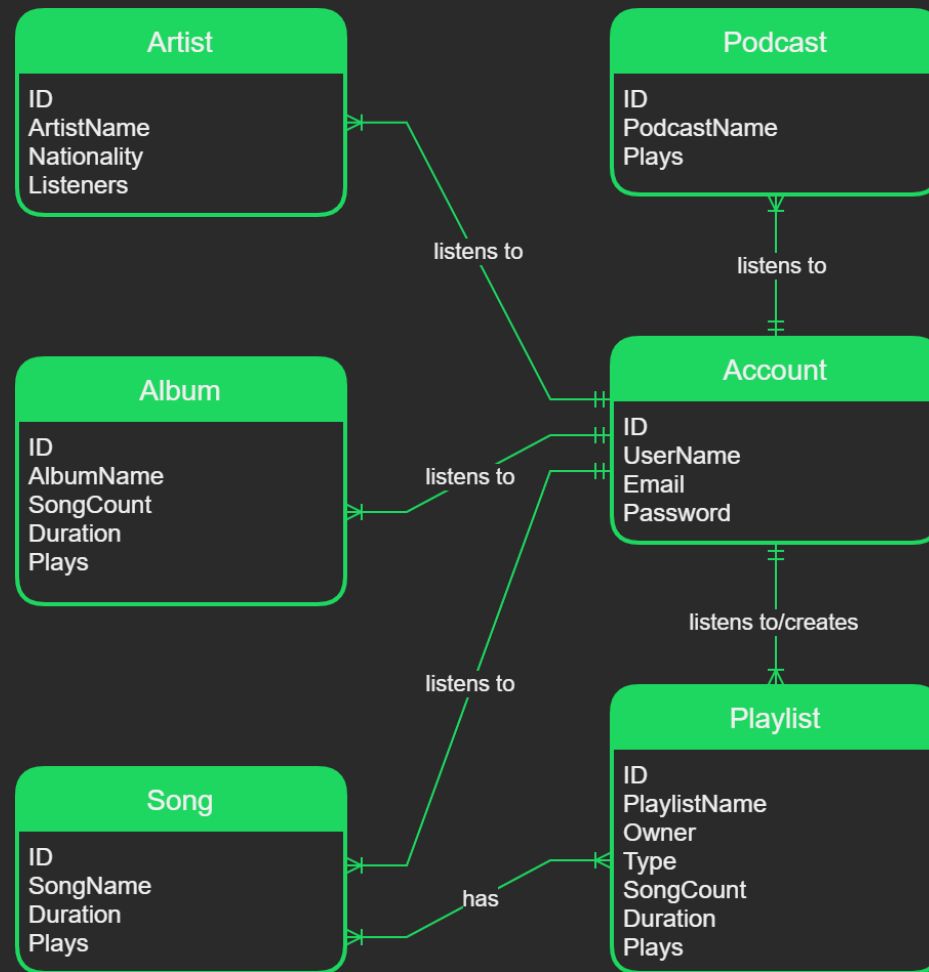 Artist
ID
ArtistName
Nationality
Listeners
Podcast
ID
PodcastName
Plays
listens to
listens to
Album
ID
AlbumName
SongCount
Duration
Plays
Account
ID
UserName
Email
Password
listens to
listens to/creates
listens to
Song
ID
SongName
Duration
Plays
Playlist
ID
PlaylistName
Owner
Type
SongCount
Duration
Plays
has